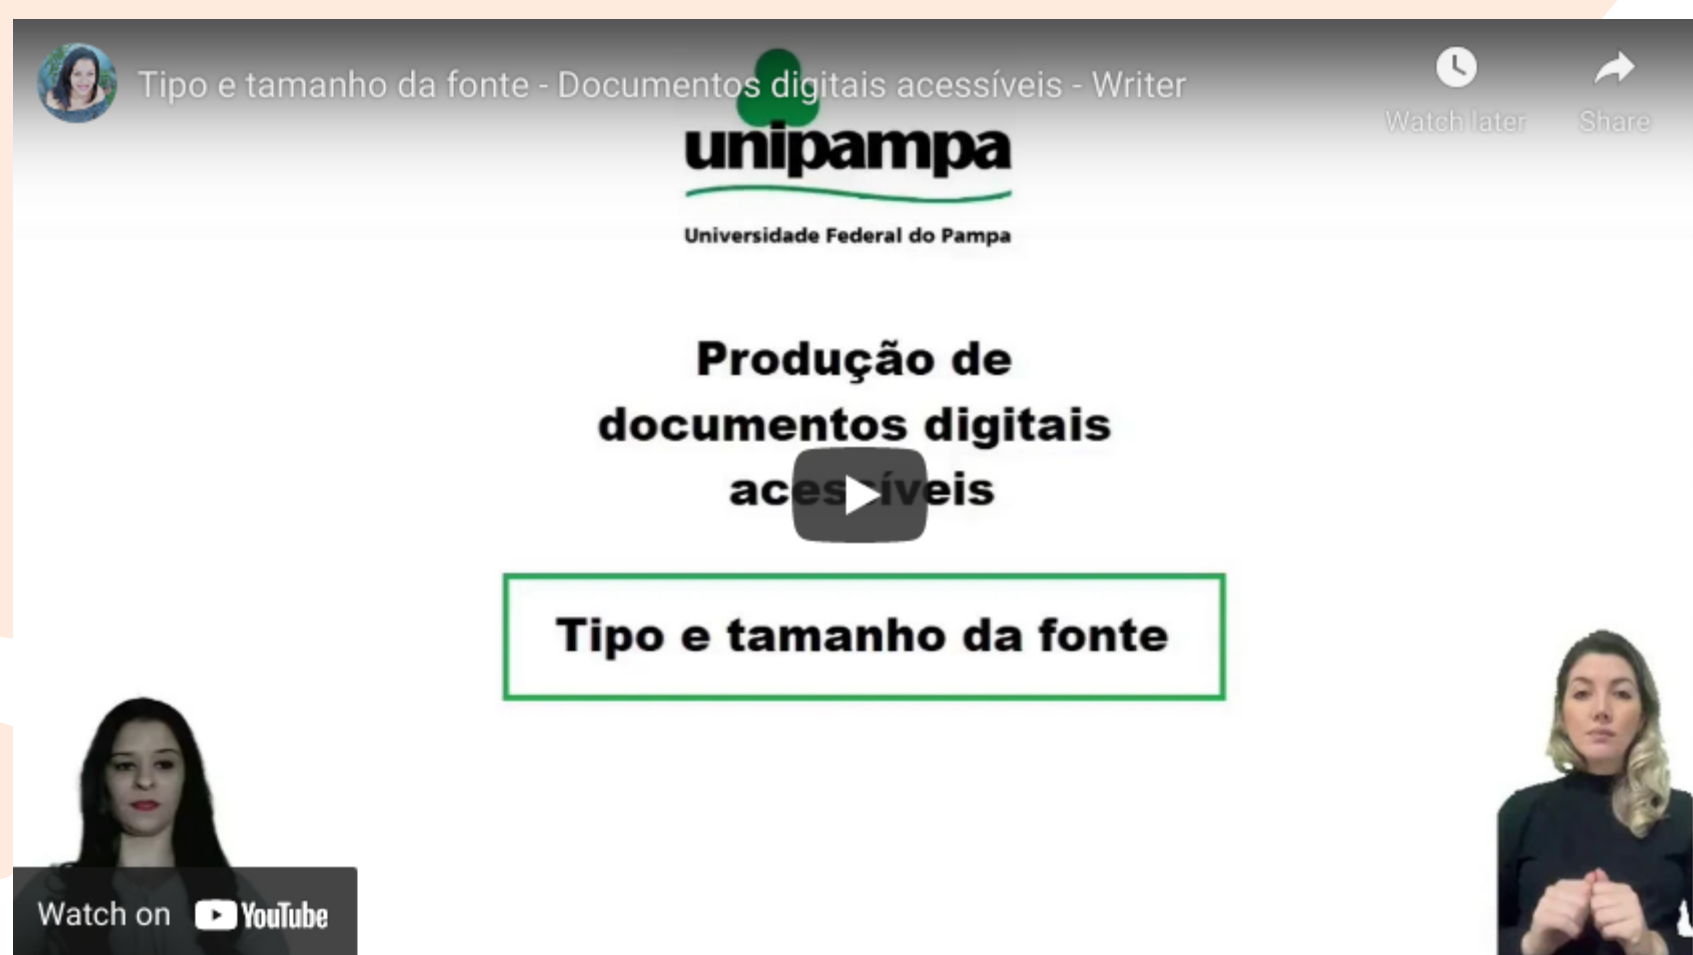 Tipo e tamanho da fonte - Documentos digitais acessíveis - Writer
Watch later
Share
unipampa
Universidade Federal do Pampa
Produção de
documentos digitais
acessíveis
Tipo e tamanho da fonte
Watch on YouTube